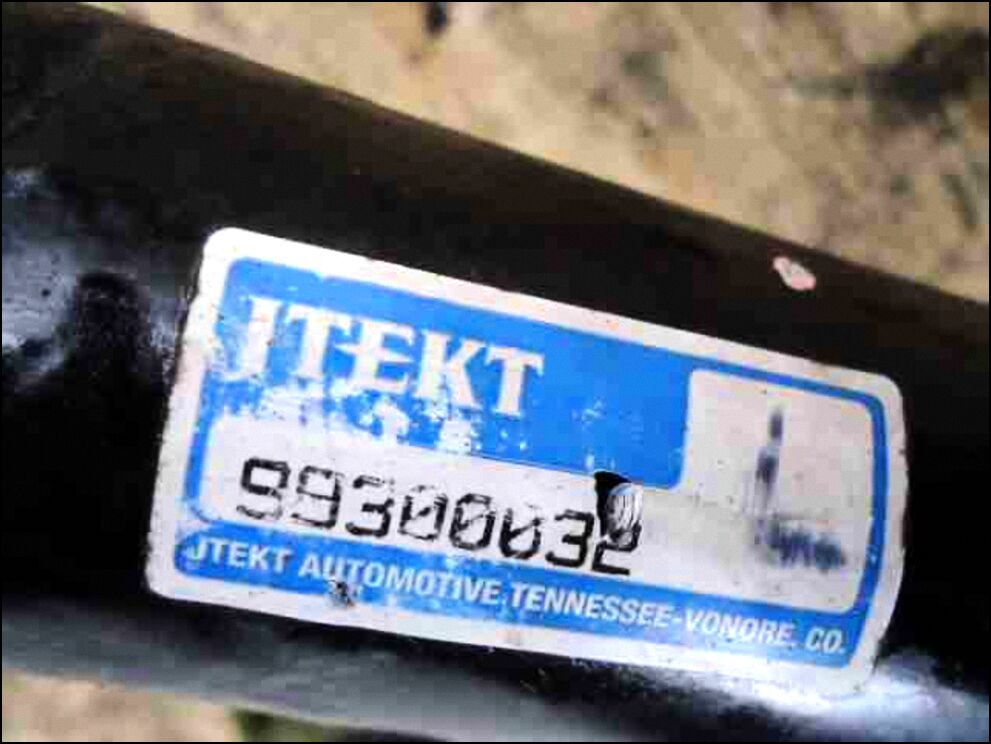 JTEKT
99300032
JTEKT AUTOMOTIVE TENNESSEE-VONORE. CO.